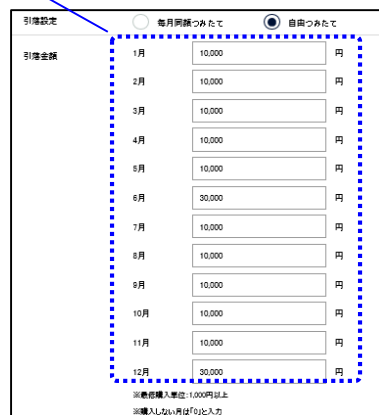 引落設定 毎月同額つみたて 自由つみたて
引落金額 1月 10,000 円
2月 10,000 円
3月 10,000 円
4月 10,000 円
5月 10,000 円
6月 30,000 円
7月 10,000 円
8月 10,000 円
9月 10,000 円
10月 10,000 円
11月 10,000 円
12月 30,000 円
※最低購入単位：1,000円以上
※購入しない月は「0」と入力